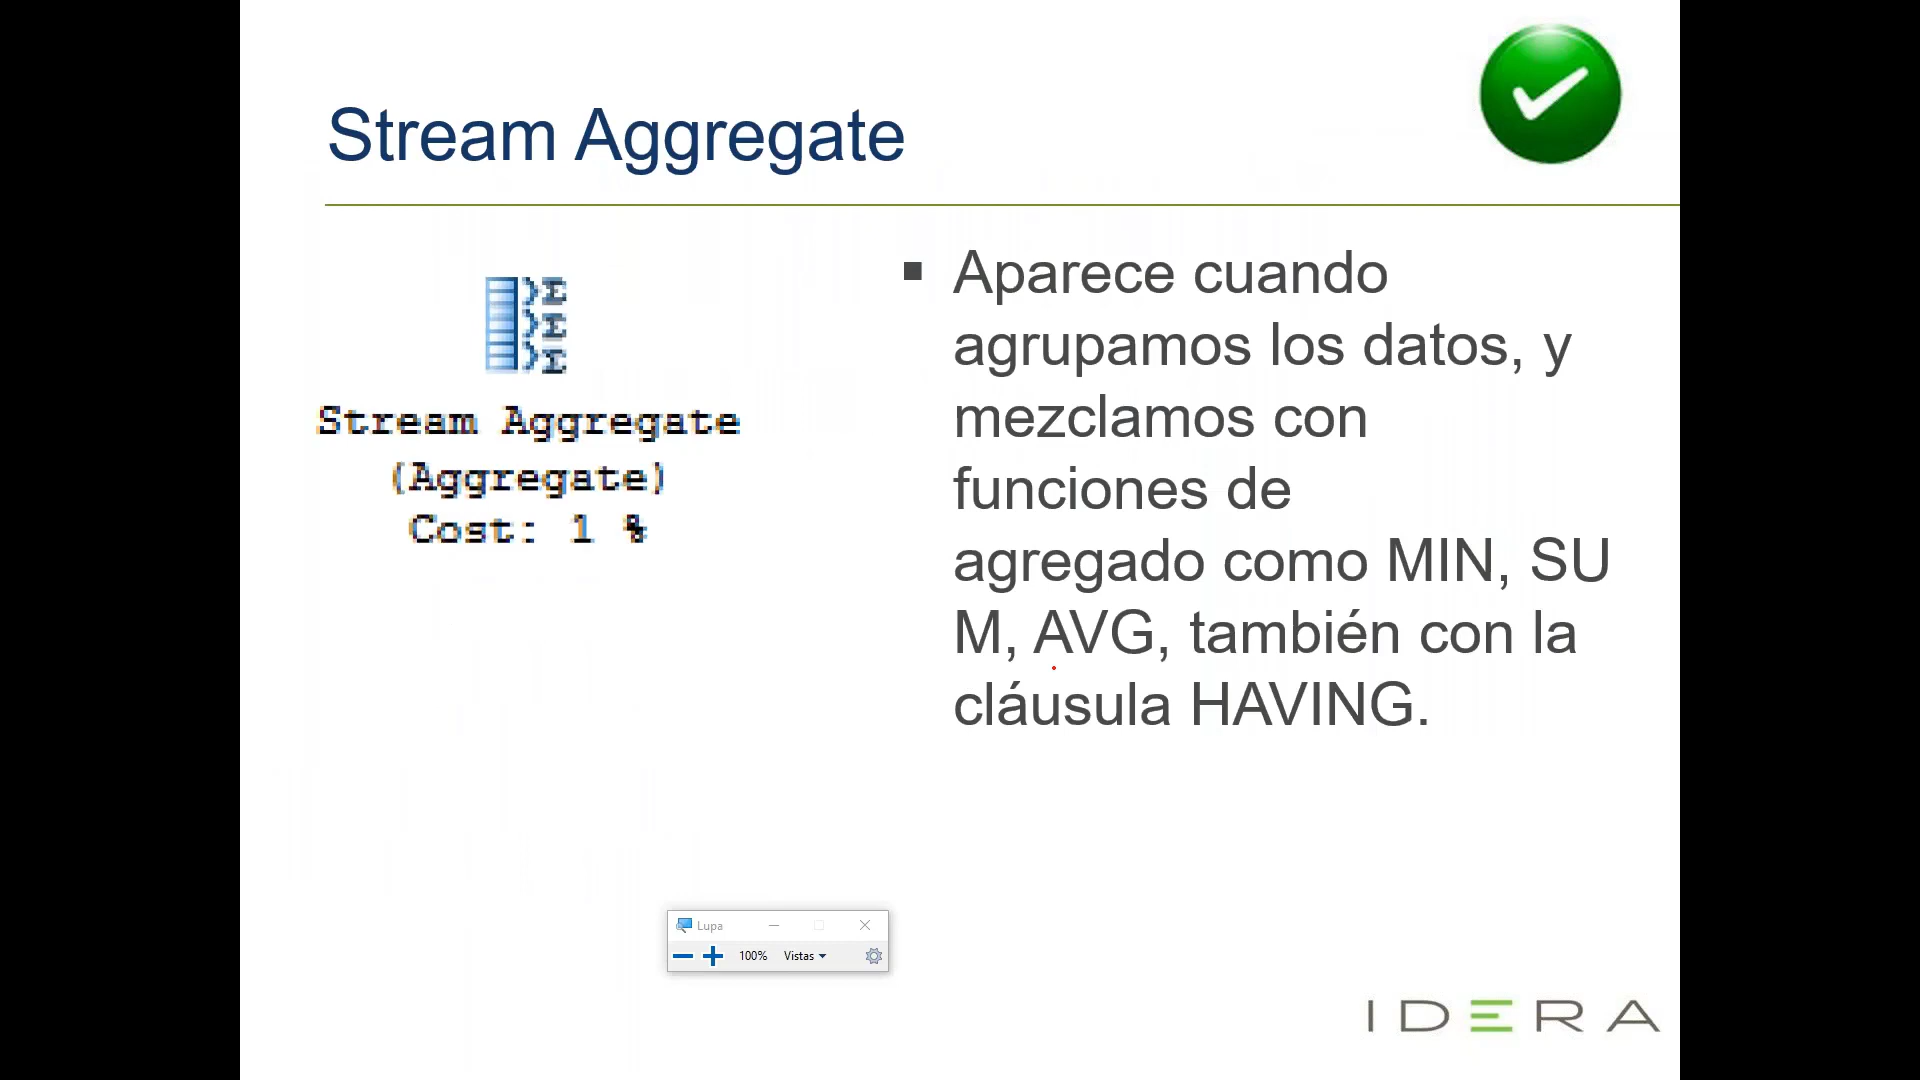 Stream Aggregate
Stream Aggregate
(Aggregate)
Cost: 1 %
▪ Aparece cuando
agrupamos los datos, y
mezclamos con
funciones de
agregado como MIN, SU
M, AVG, también con la
cláusula HAVING.
Lupa
100% Vistas
IDERA